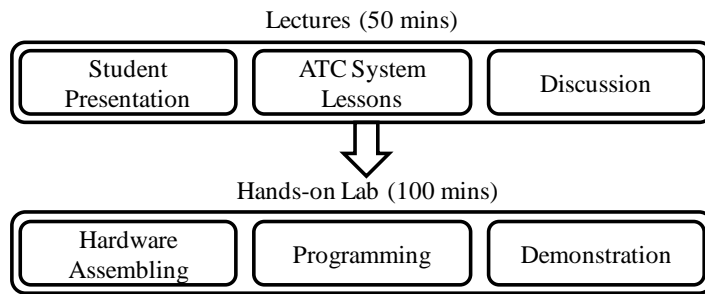 Lectures (50 mins)
Student
Presentation
ATC System
Lessons
Discussion
Hands-on Lab (100 mins)
Hardware
Assembling
Programming
Demonstration